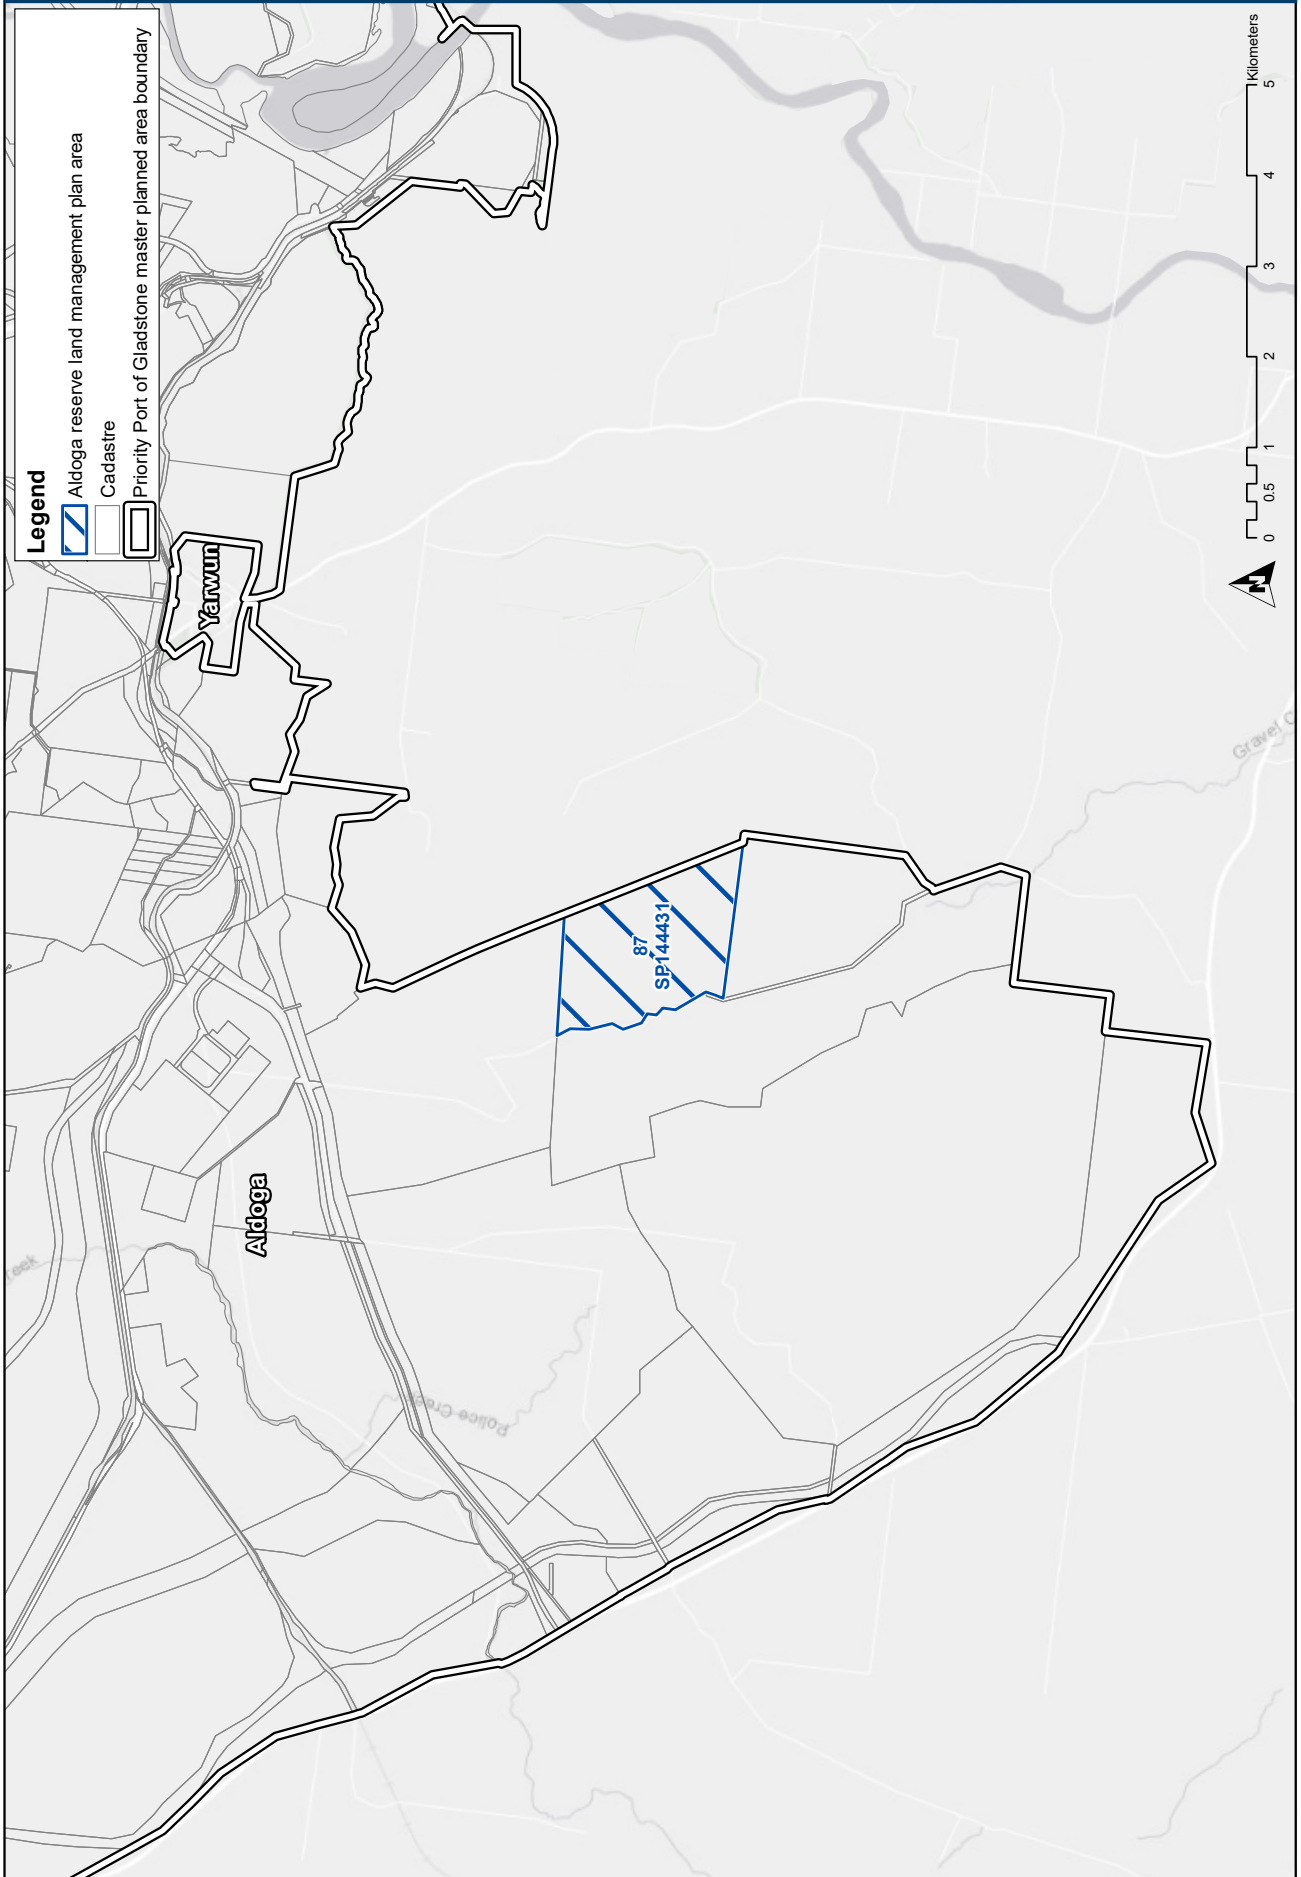 Legend
Aldoga reserve land management plan area
Cadastre
Priority Port of Gladstone master planned area boundary
Yarwun
Aldoga
87
SP144431
reek
Police Creek
Gravel C
N
0 0.5 1 2 3 4 5
Kilometers